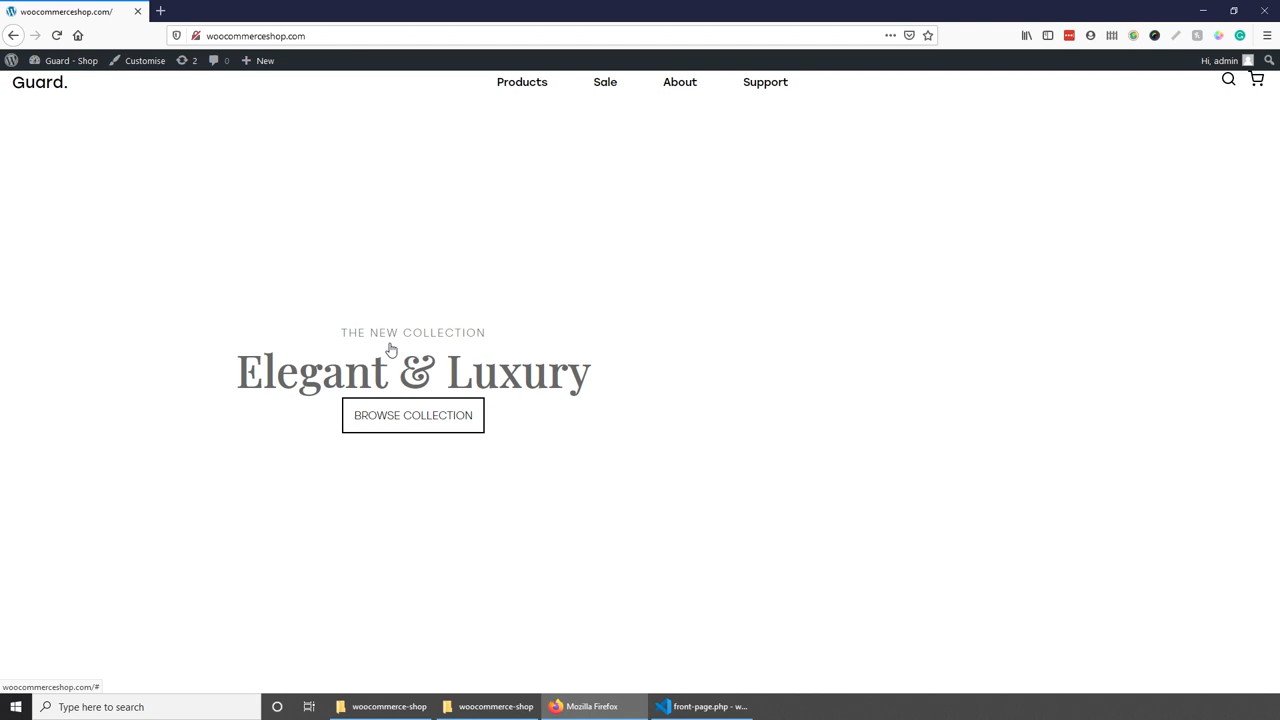 woocommerceshop.com/
woocommerceshop.com
Guard - Shop Customise 2 0 New Hi, admin
Guard. Products Sale About Support
THE NEW COLLECTION
Elegant & Luxury
BROWSE COLLECTION
woocommerceshop.com/#
Type here to search woocommerce-shop woocommerce-shop Mozilla Firefox front-page.php - w...